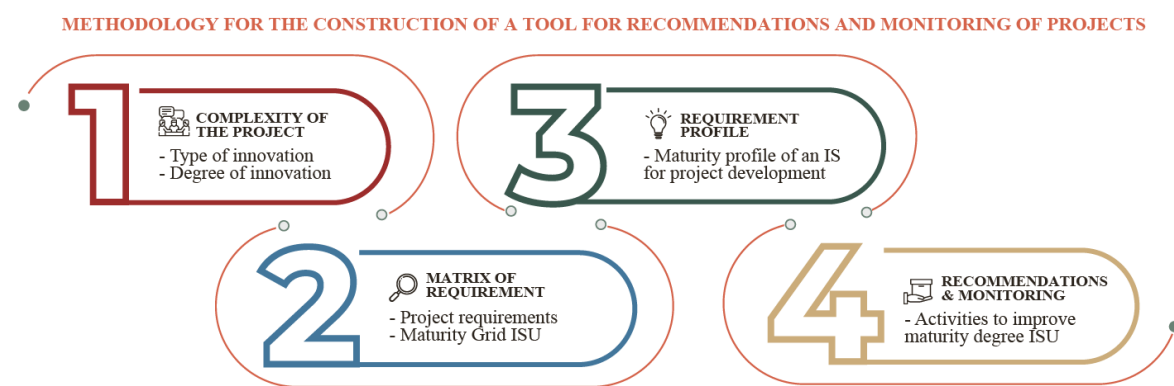 METHODOLOGY FOR THE CONSTRUCTION OF A TOOL FOR RECOMMENDATIONS AND MONITORING OF PROJECTS
1
COMPLEXITY OF
THE PROJECT
- Type of innovation
- Degree of innovation
2
MATRIX OF
REQUIREMENT
- Project requirements
- Maturity Grid ISU
3
REQUIREMENT
PROFILE
- Maturity profile of an IS
for project development
4
RECOMMENDATIONS
& MONITORING
- Activities to improve
maturity degree ISU